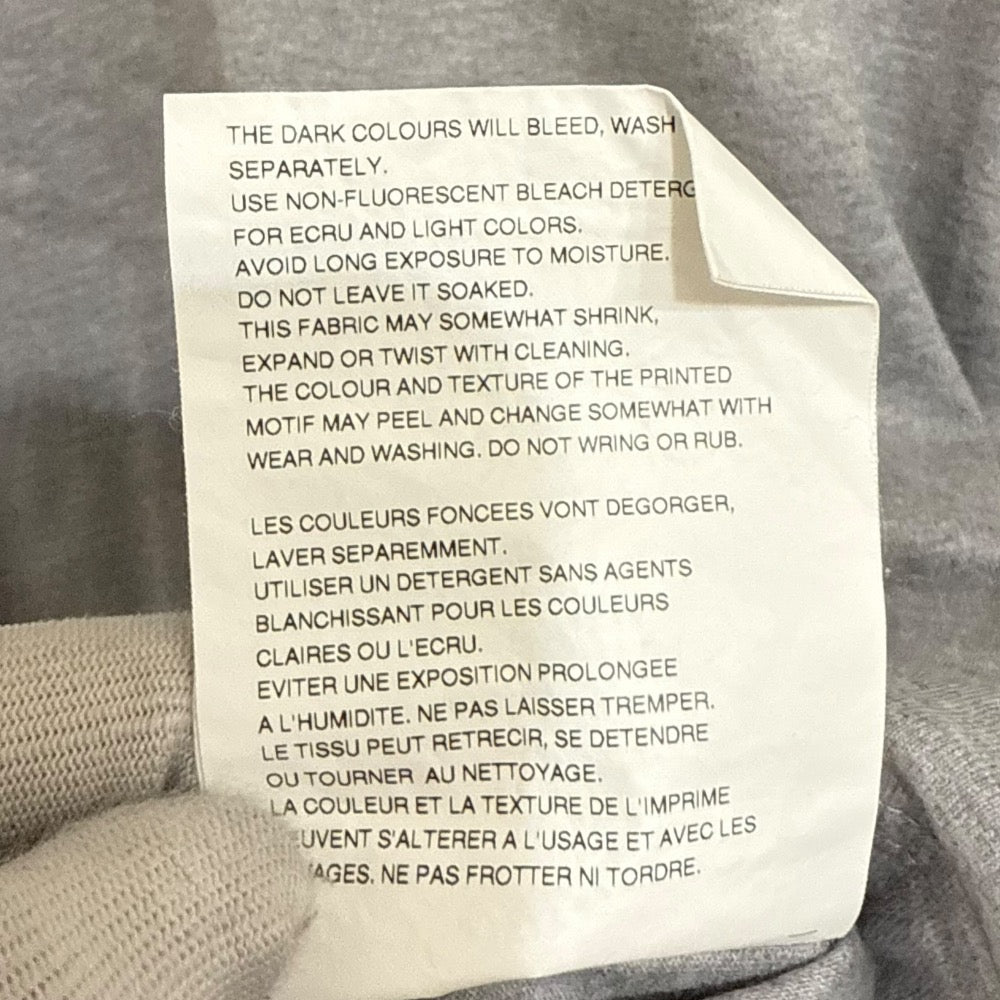 THE DARK COLOURS WILL BLEED, WASH
SEPARATELY.
USE NON-FLUORESCENT BLEACH DETERG
FOR ECRU AND LIGHT COLORS.
AVOID LONG EXPOSURE TO MOISTURE.
DO NOT LEAVE IT SOAKED.
THIS FABRIC MAY SOMEWHAT SHRINK,
EXPAND OR TWIST WITH CLEANING.
THE COLOUR AND TEXTURE OF THE PRINTED
MOTIF MAY PEEL AND CHANGE SOMEWHAT WITH
WEAR AND WASHING. DO NOT WRING OR RUB.
LES COULEURS FONCEES VONT DEGORGER,
LAVER SEPAREMMENT.
UTILISER UN DETERGENT SANS AGENTS
BLANCHISSANT POUR LES COULEURS
CLAIRES OU L'ECRU.
EVITER UNE EXPOSITION PROLONGEE
A L'HUMIDITE. NE PAS LAISSER TREMPER.
LE TISSU PEUT RETRECIR, SE DETENDRE
OU TOURNER AU NETTOYAGE.
LA COULEUR ET LA TEXTURE DE L'IMPRIME
EUVENT S'ALTERER A L'USAGE ET AVEC LES
AGES. NE PAS FROTTER NI TORDRE.